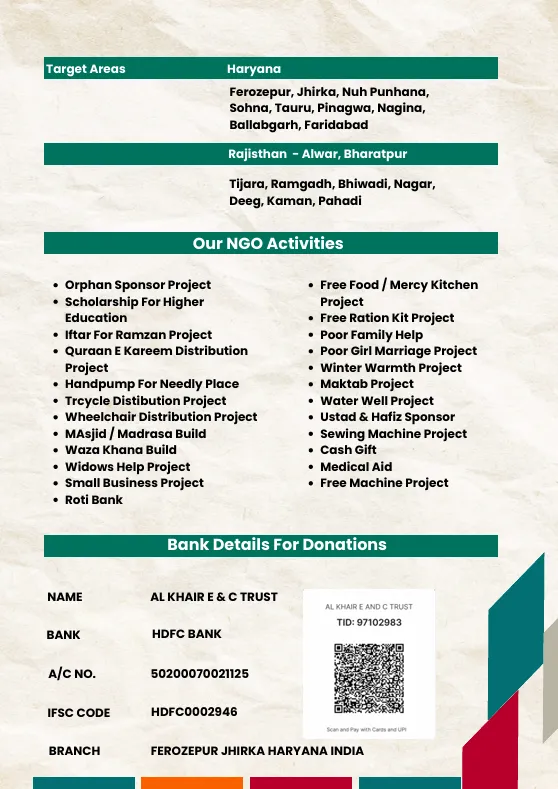 Target Areas Haryana
Ferozepur, Jhirka, Nuh Punhana,
Sohna, Tauru, Pinagwa, Nagina,
Ballabgarh, Faridabad
Rajisthan - Alwar, Bharatpur
Tijara, Ramgadh, Bhiwadi, Nagar,
Deeg, Kaman, Pahadi
Our NGO Activities
• Orphan Sponsor Project
• Scholarship For Higher
Education
• Iftar For Ramzan Project
• Quraan E Kareem Distribution
Project
• Handpump For Needly Place
• Trcycle Distibution Project
• Wheelchair Distribution Project
• MAsjid / Madrasa Build
• Waza Khana Build
• Widows Help Project
• Small Business Project
• Roti Bank
• Free Food / Mercy Kitchen
Project
• Free Ration Kit Project
• Poor Family Help
• Poor Girl Marriage Project
• Winter Warmth Project
• Maktab Project
• Water Well Project
• Ustad & Hafiz Sponsor
• Sewing Machine Project
• Cash Gift
• Medical Aid
• Free Machine Project
Bank Details For Donations
NAME AL KHAIR E & C TRUST
BANK HDFC BANK
A/C NO. 50200070021125
IFSC CODE HDFC0002946
BRANCH FEROZEPUR JHIRKA HARYANA INDIA
AL KHAIR E AND C TRUST
TID: 97102983
Scan and Pay with Cards and UPI